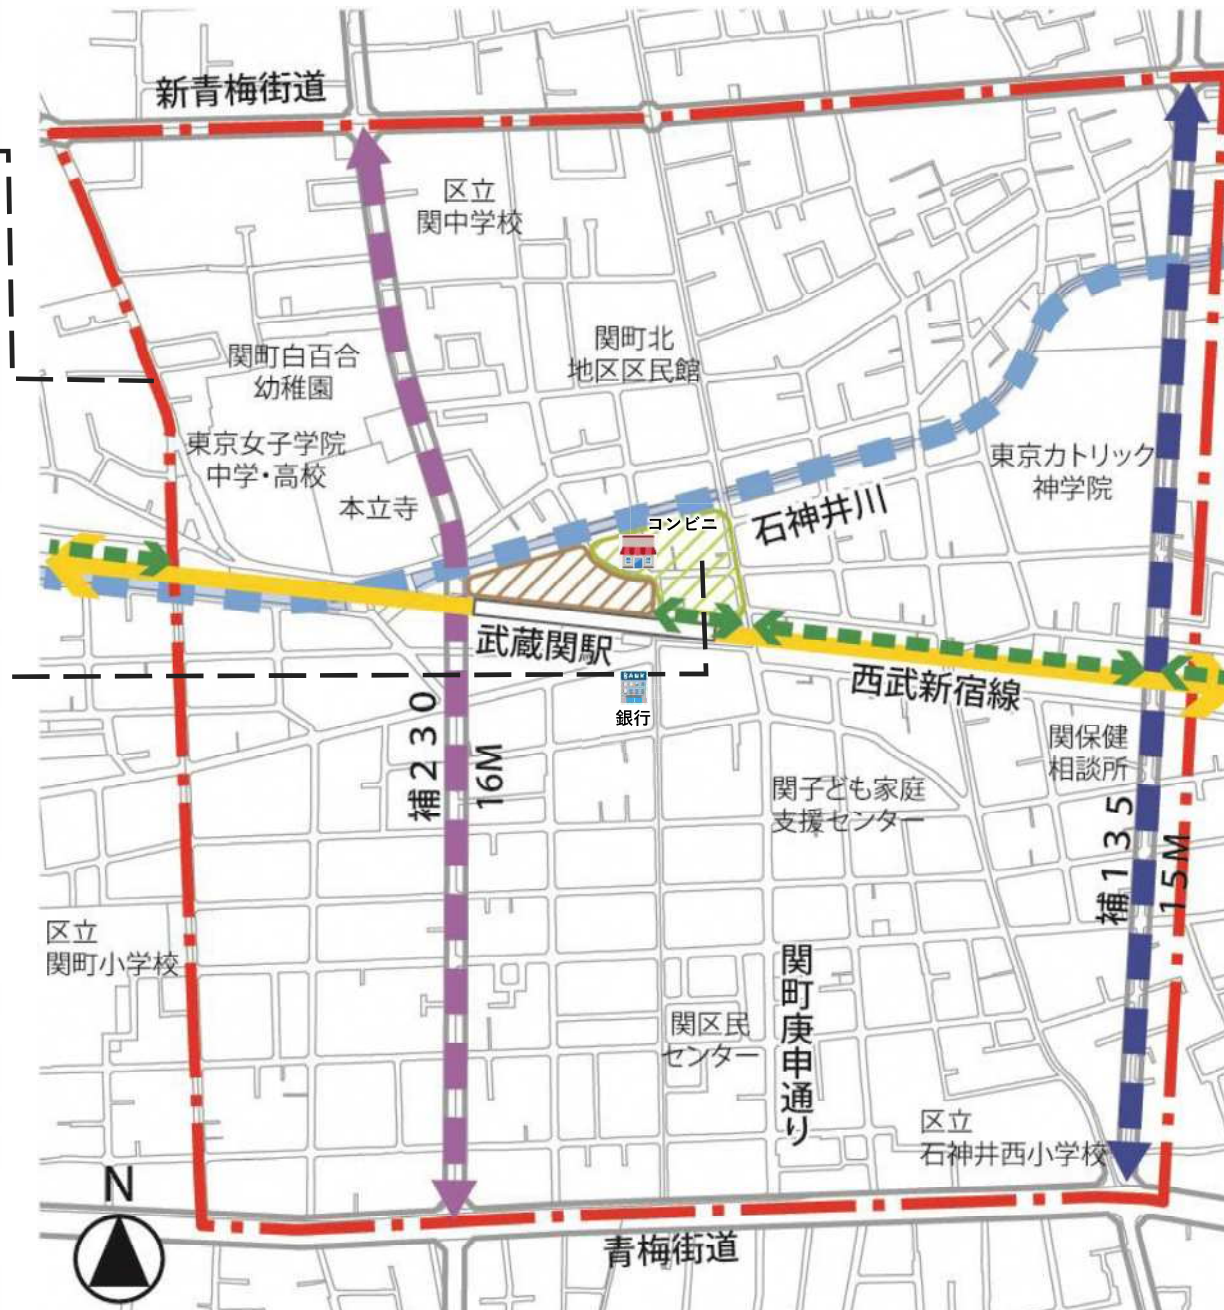 新青梅街道
区立
関中学校
関町北
地区区民館
関町白百合
幼稚園
東京女子学院
中学・高校
本立寺
東京カトリック
神学院
コンビニ
石神井川
武蔵関駅
西武新宿線
BANK
銀行
補230
16M
関保健
相談所
関子ども家庭
支援センター
補135
15M
区立
関町小学校
関町庚申通り
関区民
センター
区立
石神井西小学校
N
青梅街道